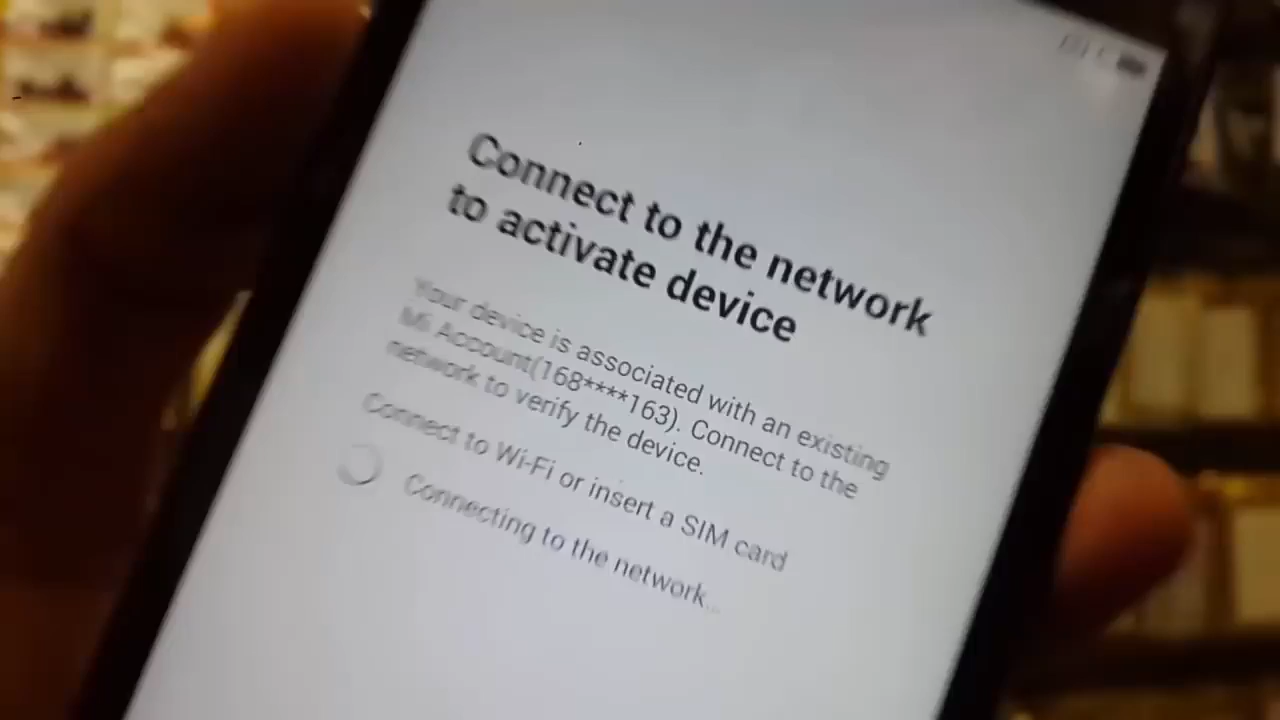 Connect to the network
to activate device
Your device is associated with an existing
Mi Account(168****163). Connect to the
network to verify the device.
Connect to Wi-Fi or insert a SIM card
Connecting to the network...